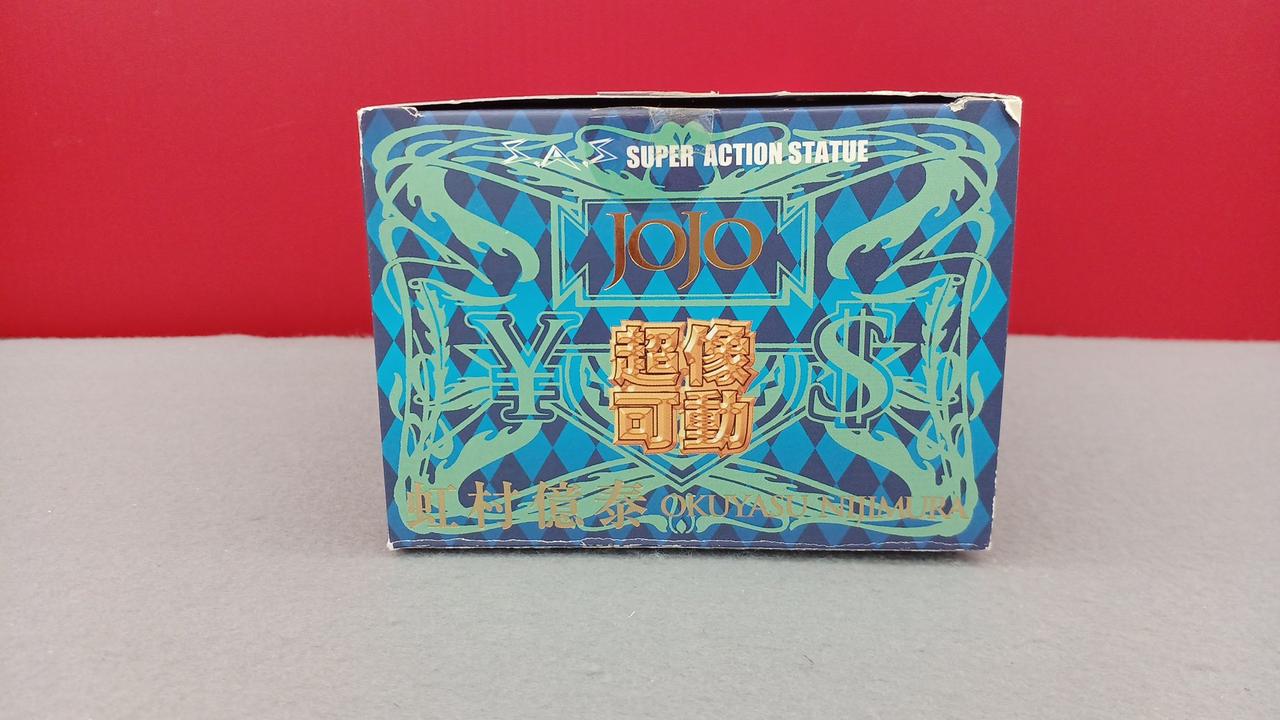 S.A.S SUPER ACTION STATUE
JOJO
¥ 超像 $
可動
虹村億泰 OKUYASU NIJIMURA